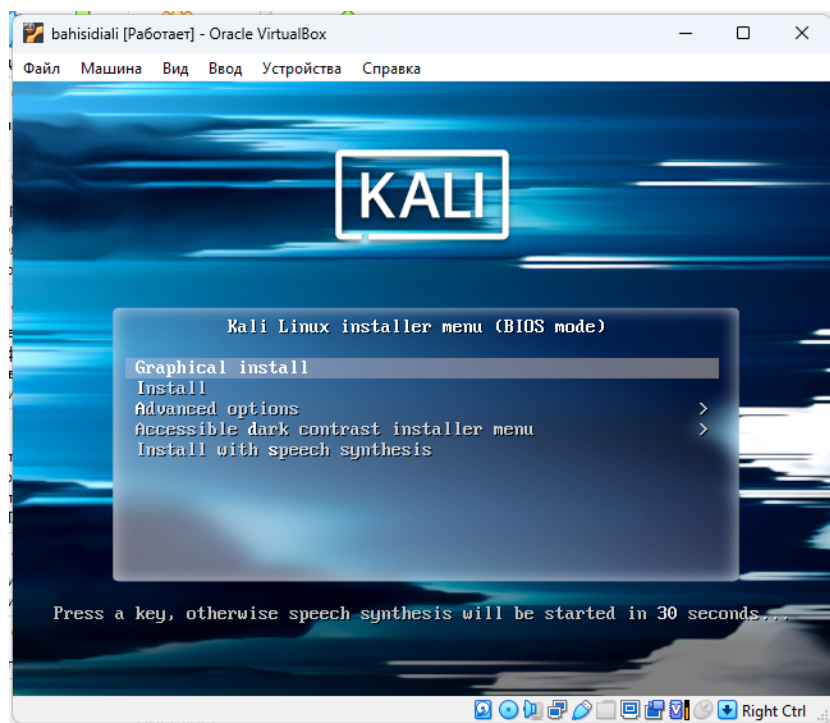 bahisidiali [Работает] - Oracle VirtualBox
Файл Машина Вид Ввод Устройства Справка
KALI
Kali Linux installer menu (BIOS mode)
Graphical install
Install
Advanced options >
Accessible dark contrast installer menu >
Install with speech synthesis
Press a key, otherwise speech synthesis will be started in 30 seconds...
Right Ctrl